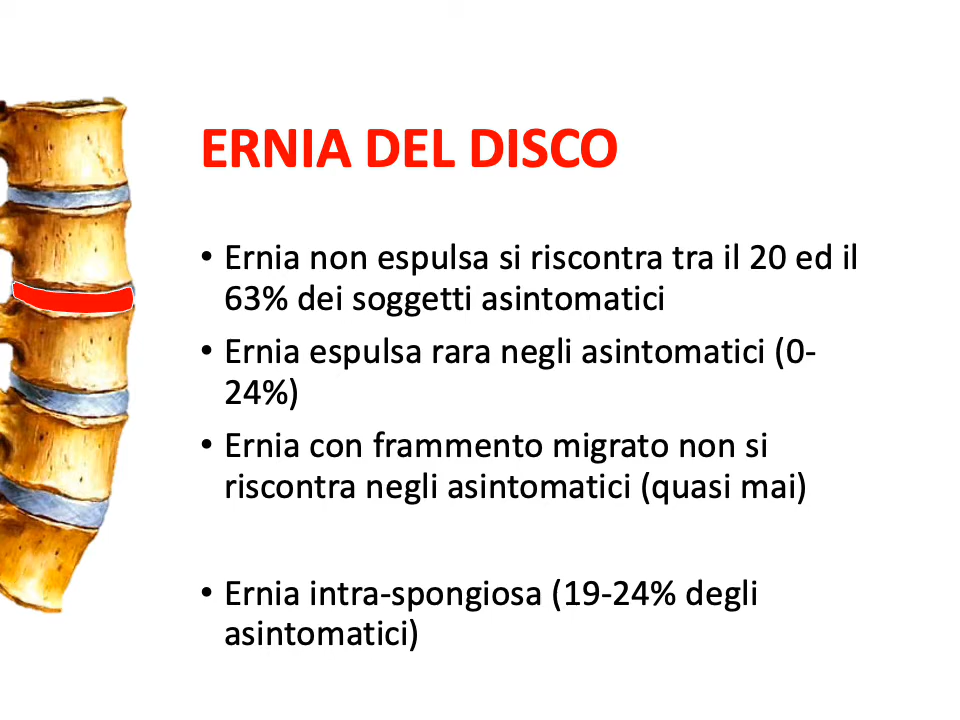 ERNIA DEL DISCO
• Ernia non espulsa si riscontra tra il 20 ed il
63% dei soggetti asintomatici
• Ernia espulsa rara negli asintomatici (0-
24%)
• Ernia con frammento migrato non si
riscontra negli asintomatici (quasi mai)
• Ernia intra-spongiosa (19-24% degli
asintomatici)